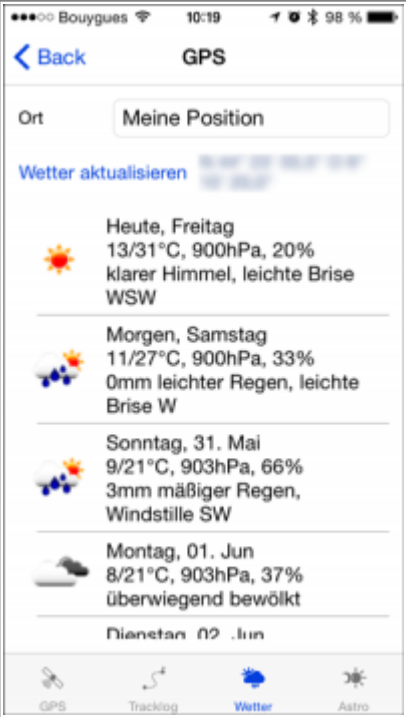 Bouygues 10:19 98 %
Back GPS
Ort Meine Position
Wetter aktualisieren
Heute, Freitag
13/31°C, 900hPa, 20%
klarer Himmel, leichte Brise
WSW
Morgen, Samstag
11/27°C, 900hPa, 33%
0mm leichter Regen, leichte
Brise W
Sonntag, 31. Mai
9/21°C, 903hPa, 66%
3mm mäßiger Regen,
Windstille SW
Montag, 01. Jun
8/21°C, 903hPa, 37%
überwiegend bewölkt
Dienstag, 02. Jun
GPS Tracklog Wetter Astro